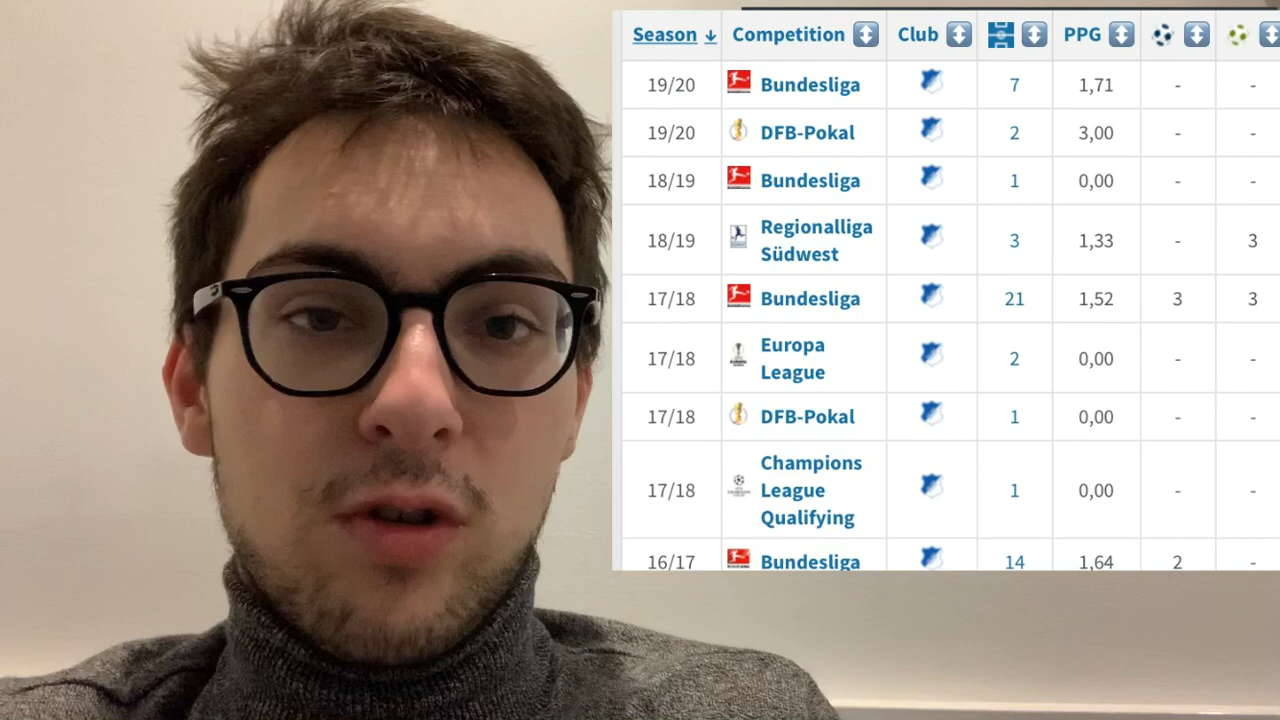 Season Competition Club PPG
19/20 Bundesliga 7 1,71 - -
19/20 DFB-Pokal 2 3,00 - -
18/19 Bundesliga 1 0,00 - -
18/19 Regionalliga Südwest 3 1,33 - 3
17/18 Bundesliga 21 1,52 3 3
17/18 Europa League 2 0,00 - -
17/18 DFB-Pokal 1 0,00 - -
17/18 Champions League Qualifying 1 0,00 - -
16/17 Bundesliga 14 1,64 2 -